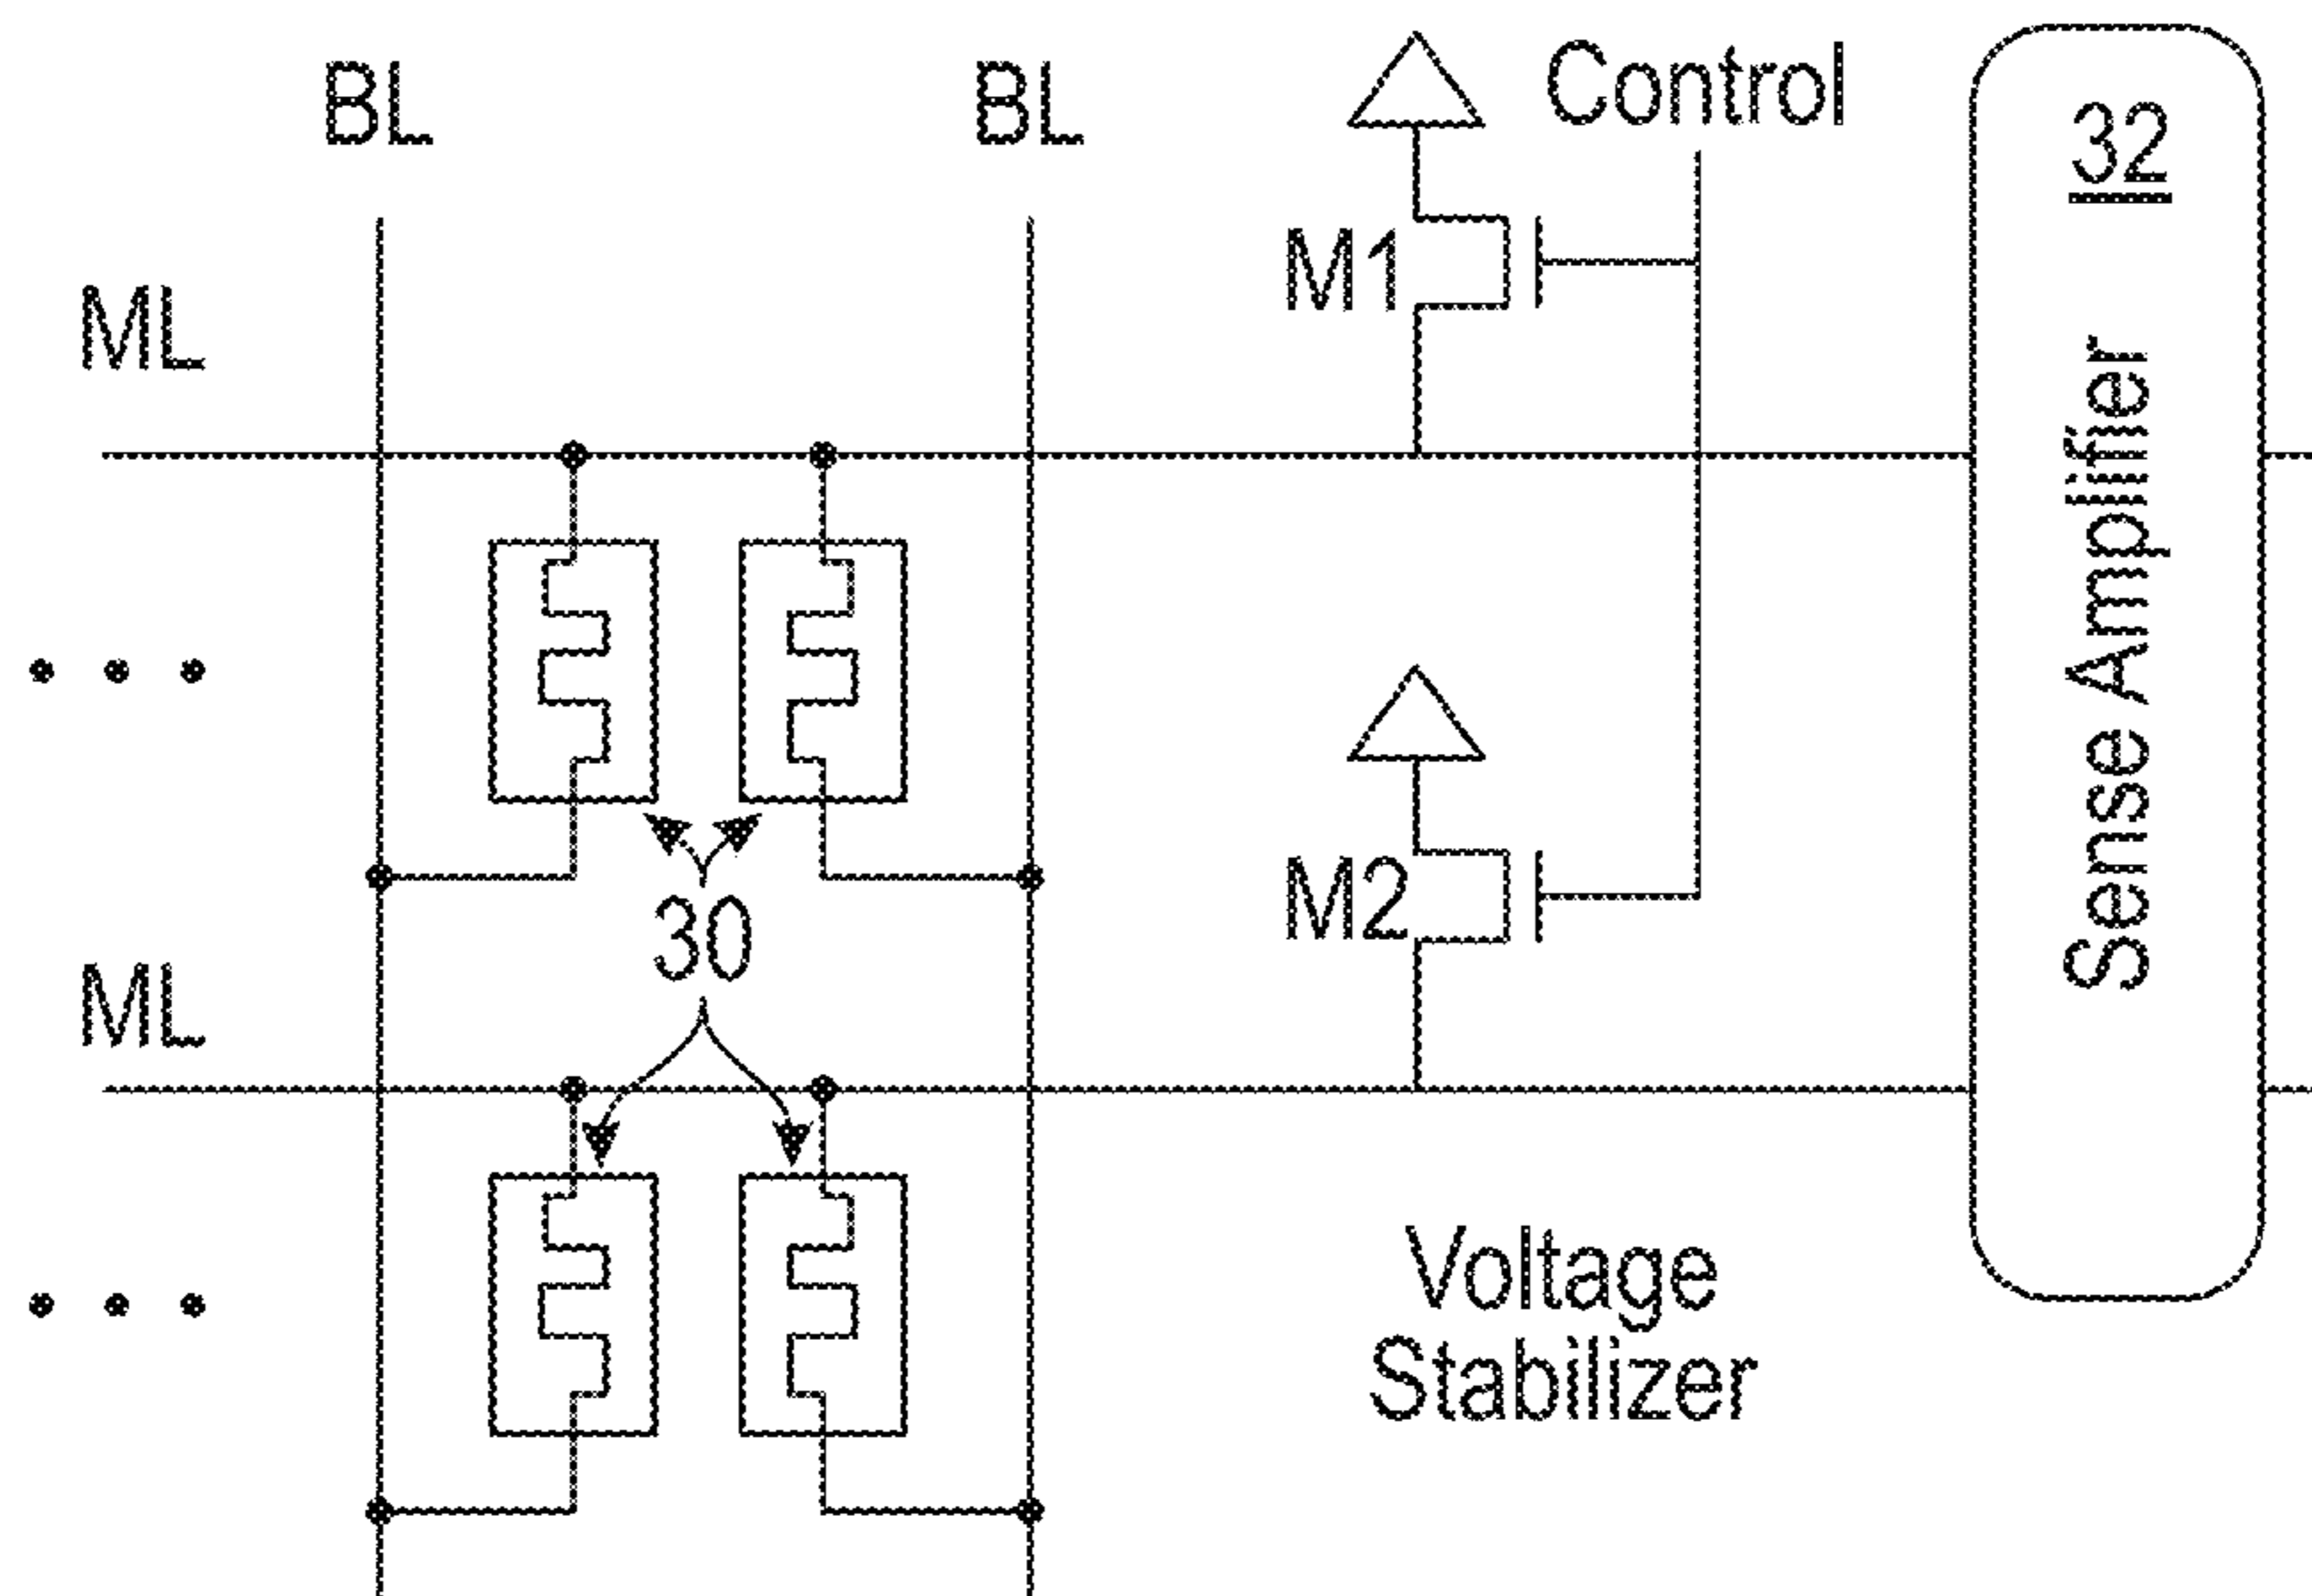 BL
BL
Control
32
M1
ML
Sense Amplifier
M2
30
ML
Voltage
Stabilizer